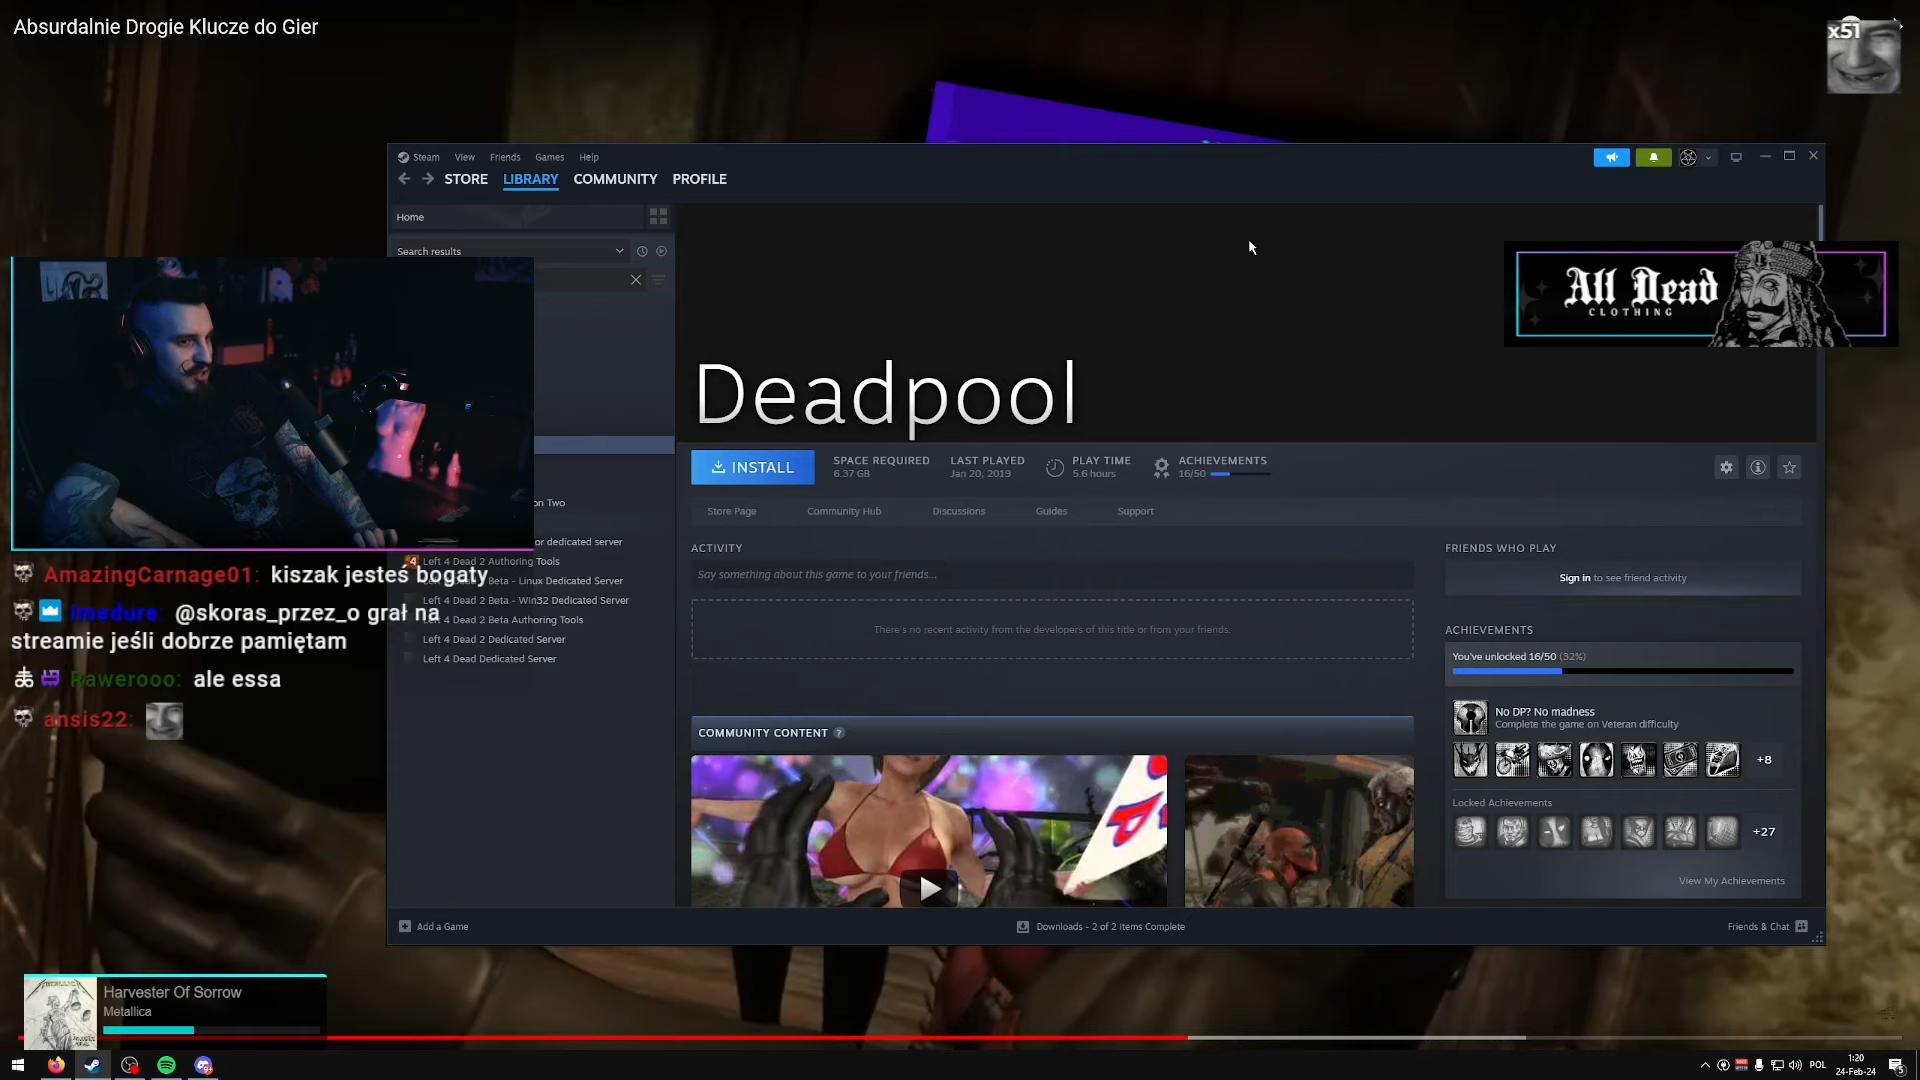 Absurdalnie Drogie Klucze do Gier
x51
Steam View Friends Games Help
STORE LIBRARY COMMUNITY PROFILE
Home
Search results
All Dead
CLOTHING
666
Deadpool
INSTALL
SPACE REQUIRED
6.37 GB
LAST PLAYED
Jan 20, 2019
PLAY TIME
5.6 hours
ACHIEVEMENTS
16/50
Store Page Community Hub Discussions Guides Support
on Two
or dedicated server
Left 4 Dead 2 Authoring Tools
Beta - Linux Dedicated Server
Left 4 Dead 2 Beta - Win32 Dedicated Server
Left 4 Dead 2 Beta Authoring Tools
Left 4 Dead 2 Dedicated Server
Left 4 Dead Dedicated Server
AmazingCarnage01: kiszak jestes bogaty
Imedure: @skoras_przez_o grał na
streamie jeśli dobrze pamiętam
Rawerooo: ale essa
ansis22:
ACTIVITY
Say something about this game to your friends...
There's no recent activity from the developers of this title or from your friends.
COMMUNITY CONTENT ?
FRIENDS WHO PLAY
Sign in to see friend activity
ACHIEVEMENTS
You've unlocked 16/50 (32%)
No DP? No madness
Complete the game on Veteran difficulty
+8
Locked Achievements
+27
View My Achievements
Add a Game
Downloads - 2 of 2 Items Complete
Friends & Chat
Harvester Of Sorrow
Metallica
POL
1:20
24-Feb-24
5